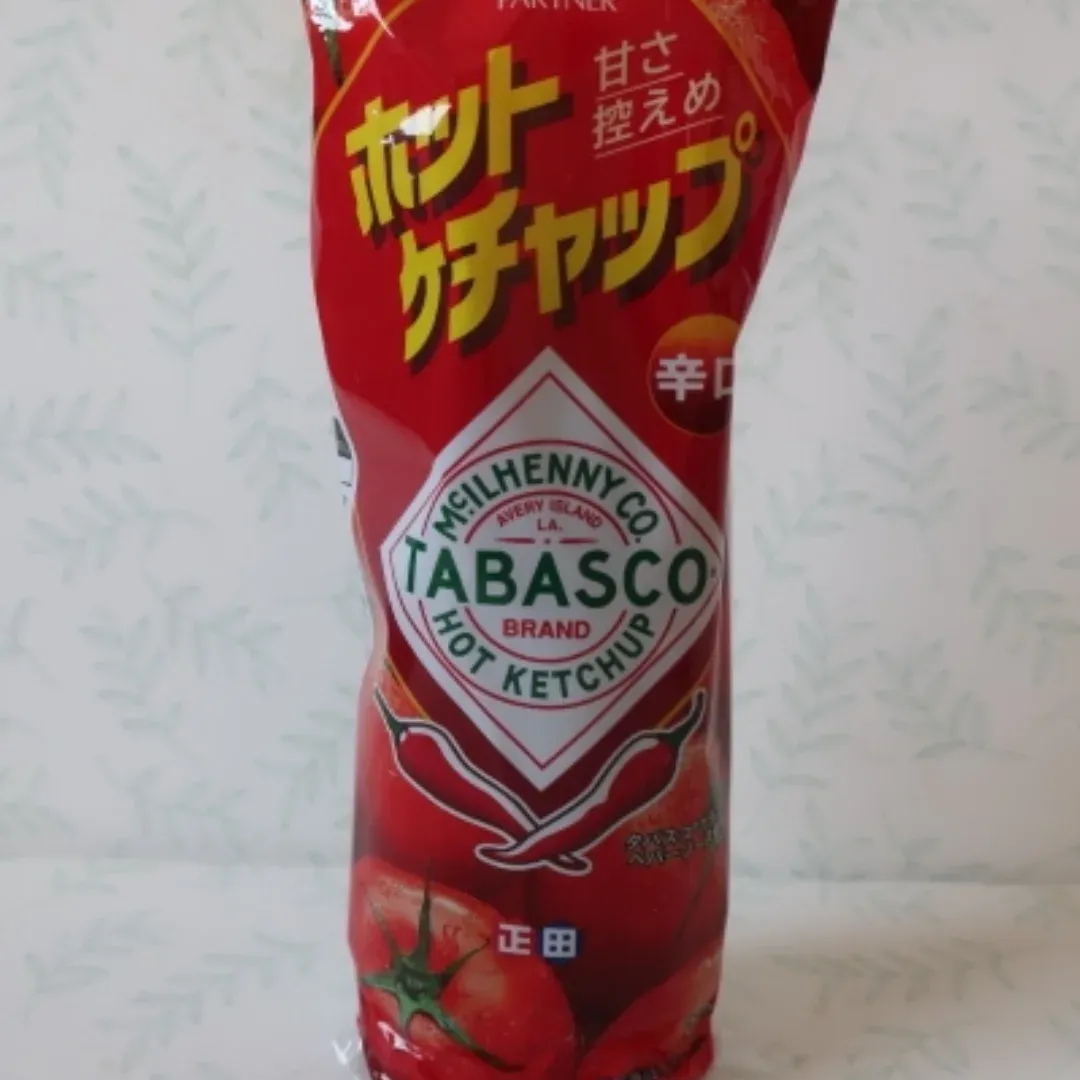 PARTNER
甘さ
控えめ
ホット
ケチャップ
辛口
McILHENNY CO.
AVERY ISLAND
LA.
TABASCO
BRAND
HOT KETCHUP
正田